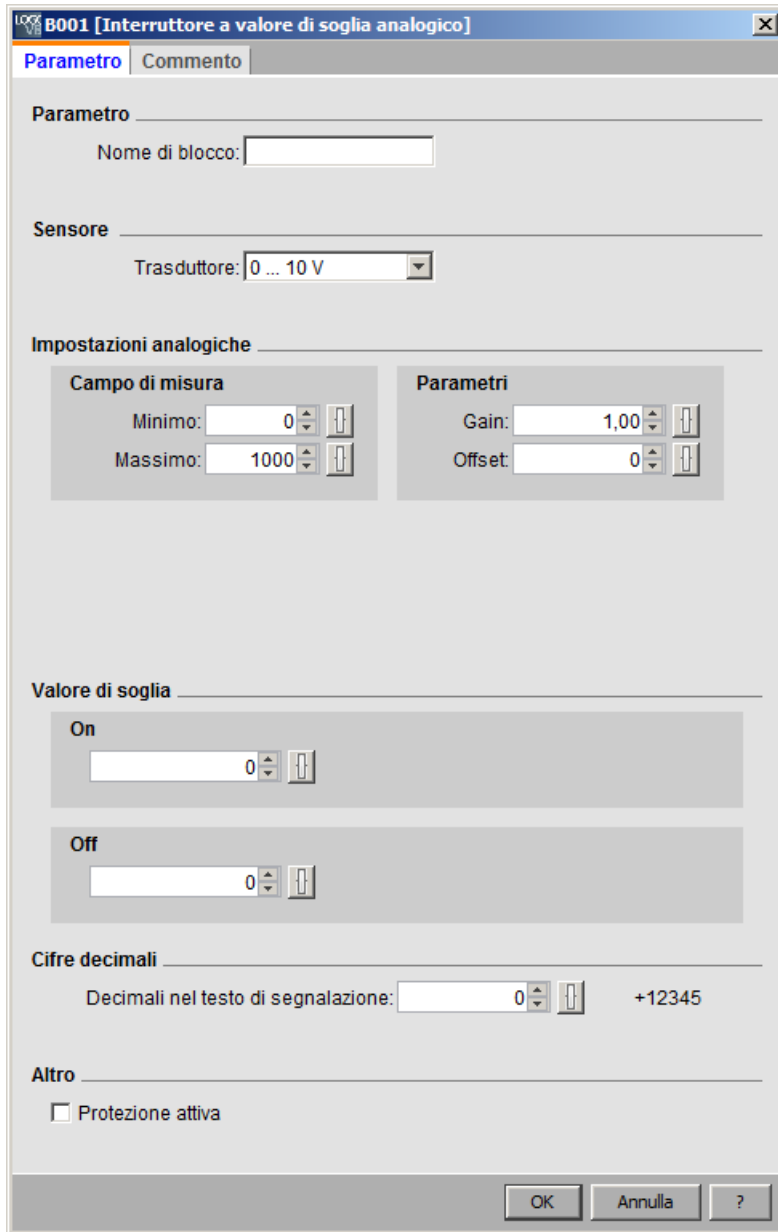 B001 [Interruttore a valore di soglia analogico]
Parametro Commento
Parametro
Nome di blocco:
Sensore
Trasduttore: 0 ... 10 V
Impostazioni analogiche
Campo di misura
Minimo: 0
Massimo: 1000
Parametri
Gain: 1,00
Offset: 0
Valore di soglia
On
0
Off
0
Cifre decimali
Decimali nel testo di segnalazione: 0 +12345
Altro
Protezione attiva
OK Annulla ?